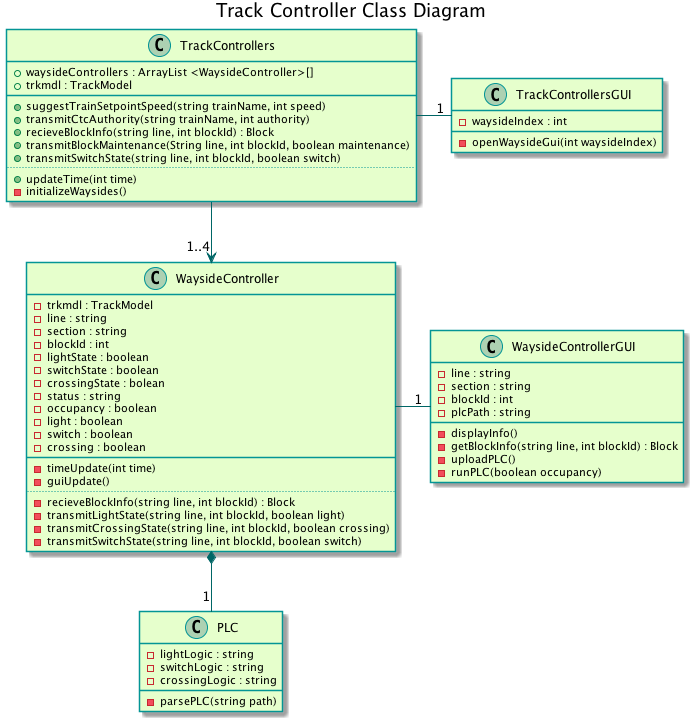 Track Controller Class Diagram
C TrackControllers
waysideControllers : ArrayList <WaysideController>[]
trkmdl : TrackModel
suggestTrainSetpointSpeed(string trainName, int speed)
transmitCtcAuthority(string trainName, int authority)
recieveBlockInfo(string line, int blockId) : Block
transmitBlockMaintenance(String line, int blockId, boolean maintenance)
transmitSwitchState(string line, int blockId, boolean switch)
updateTime(int time)
initializeWaysides()
1
C TrackControllersGUI
waysideIndex : int
openWaysideGui(int waysideIndex)
1..4
C WaysideController
trkmdl : TrackModel
line : string
section : string
blockId : int
lightState : boolean
switchState : boolean
crossingState : bolean
status : string
occupancy : boolean
light : boolean
switch : boolean
crossing : boolean
timeUpdate(int time)
guiUpdate()
recieveBlockInfo(string line, int blockId) : Block
transmitLightState(string line, int blockId, boolean light)
transmitCrossingState(string line, int blockId, boolean crossing)
transmitSwitchState(string line, int blockId, boolean switch)
1
C WaysideControllerGUI
line : string
section : string
blockId : int
plcPath : string
displayInfo()
getBlockInfo(string line, int blockId) : Block
uploadPLC()
runPLC(boolean occupancy)
1
C PLC
lightLogic : string
switchLogic : string
crossingLogic : string
parsePLC(string path)